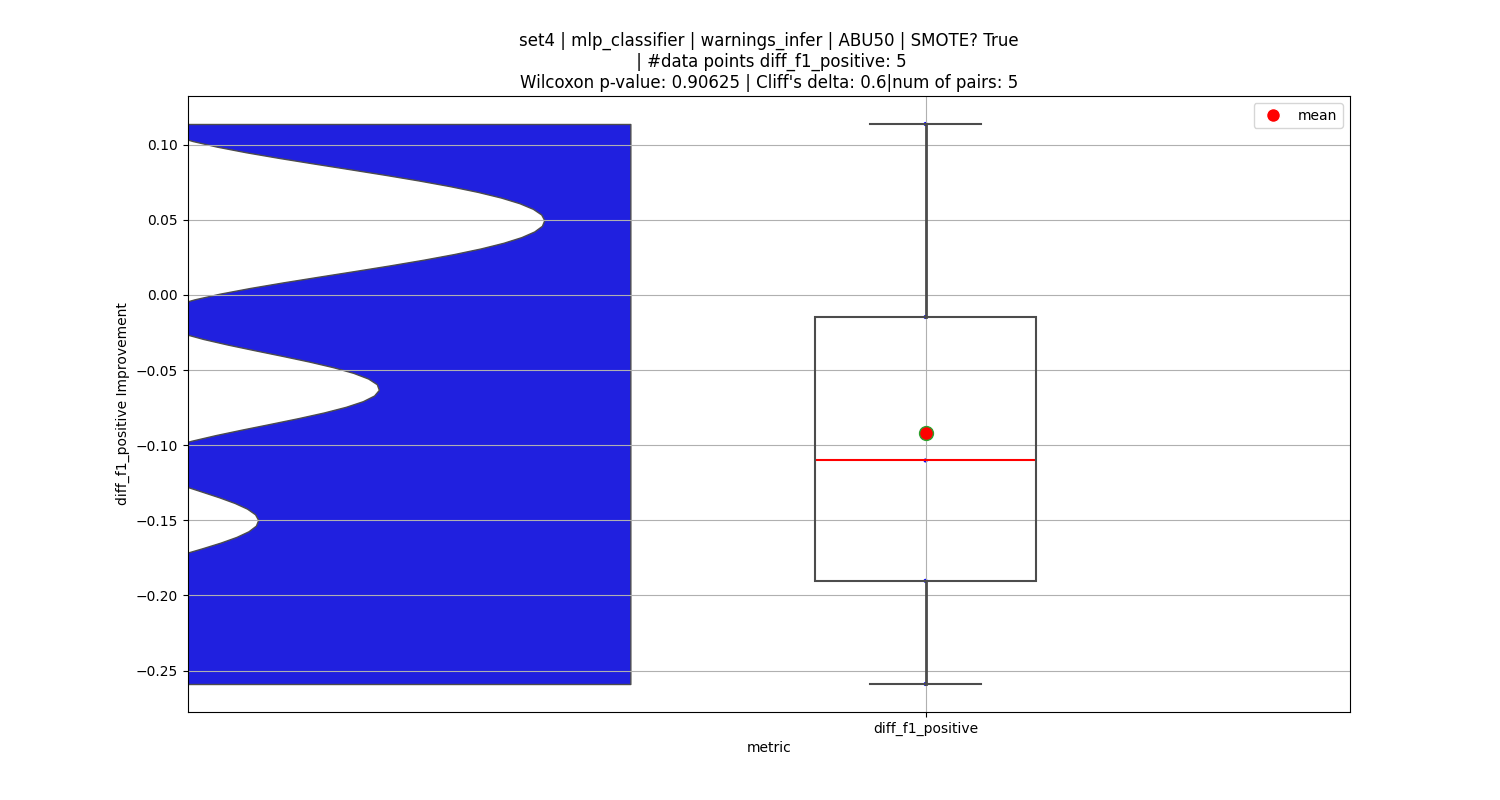 set4 | mlp_classifier | warnings_infer | ABU50 | SMOTE? True
| #data points diff_f1_positive: 5
Wilcoxon p-value: 0.90625 | Cliff's delta: 0.6|num of pairs: 5
mean
0.10
0.05
0.00
−0.05
−0.10
−0.15
−0.20
−0.25
diff_f1_positive Improvement
diff_f1_positive
metric